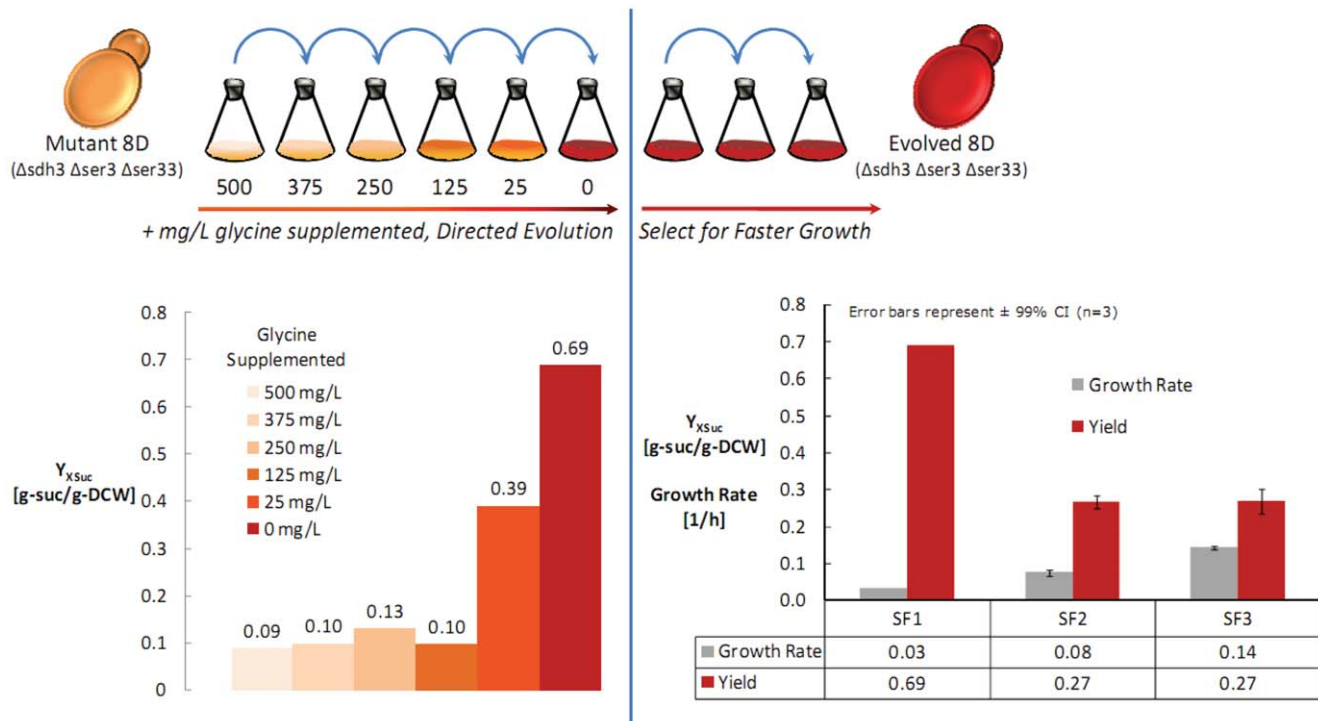 Mutant 8D
(Δsdh3 Δser3 Δser33)
500 375 250 125 25 0
+ mg/L glycine supplemented, Directed Evolution
Select for Faster Growth
Evolved 8D
(Δsdh3 Δser3 Δser33)
0.8
0.7
0.6
0.5
0.4
0.3
0.2
0.1
0
Y_XSuc
[g-suc/g-DCW]
Glycine
Supplemented
500 mg/L
375 mg/L
250 mg/L
125 mg/L
25 mg/L
0 mg/L
0.09
0.10
0.13
0.10
0.39
0.69
0.8
0.7
0.6
0.5
0.4
0.3
0.2
0.1
0.0
Error bars represent ± 99% CI (n=3)
Y_XSuc
[g-suc/g-DCW]
Growth Rate
[1/h]
Growth Rate
Yield
SF1 SF2 SF3
Growth Rate 0.03 0.08 0.14
Yield 0.69 0.27 0.27